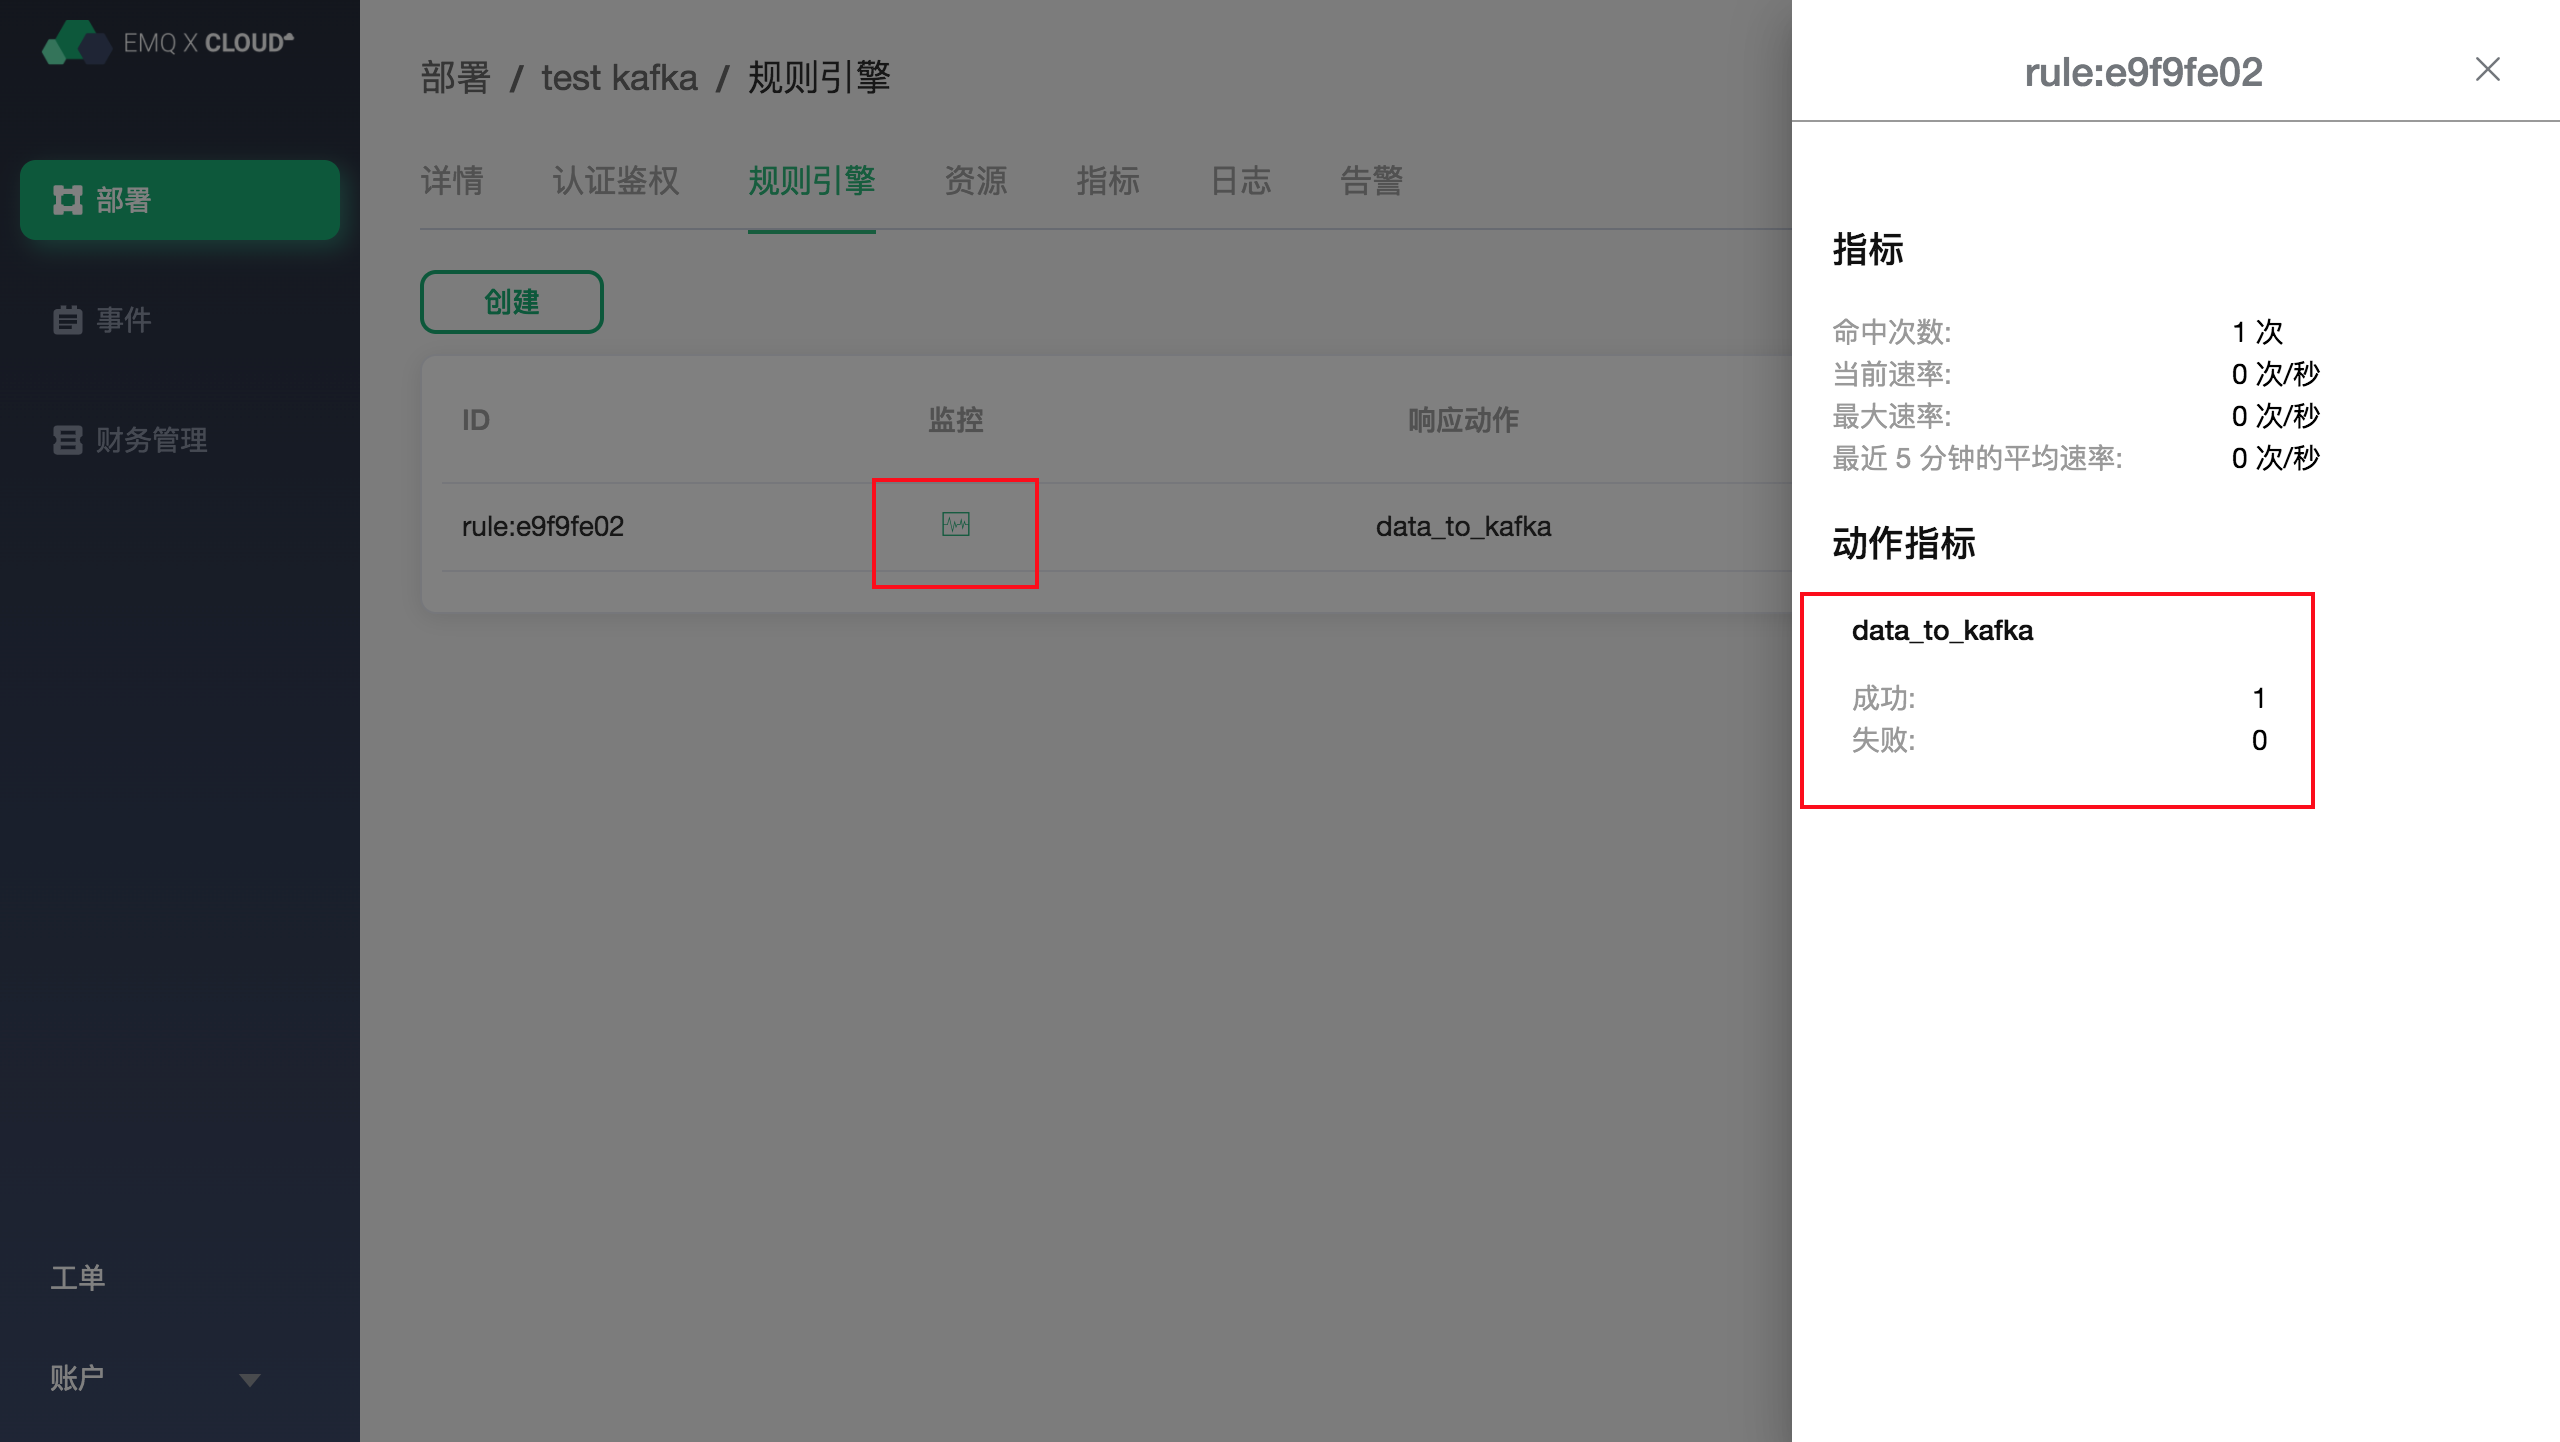 EMQ X CLOUD
部署
事件
财务管理
工单
账户
部署 / test kafka / 规则引擎
详情 认证鉴权 规则引擎 资源 指标 日志 告警
创建
ID 监控 响应动作
rule:e9f9fe02 data_to_kafka
rule:e9f9fe02
指标
命中次数: 1 次
当前速率: 0 次/秒
最大速率: 0 次/秒
最近 5 分钟的平均速率: 0 次/秒
动作指标
data_to_kafka
成功: 1
失败: 0